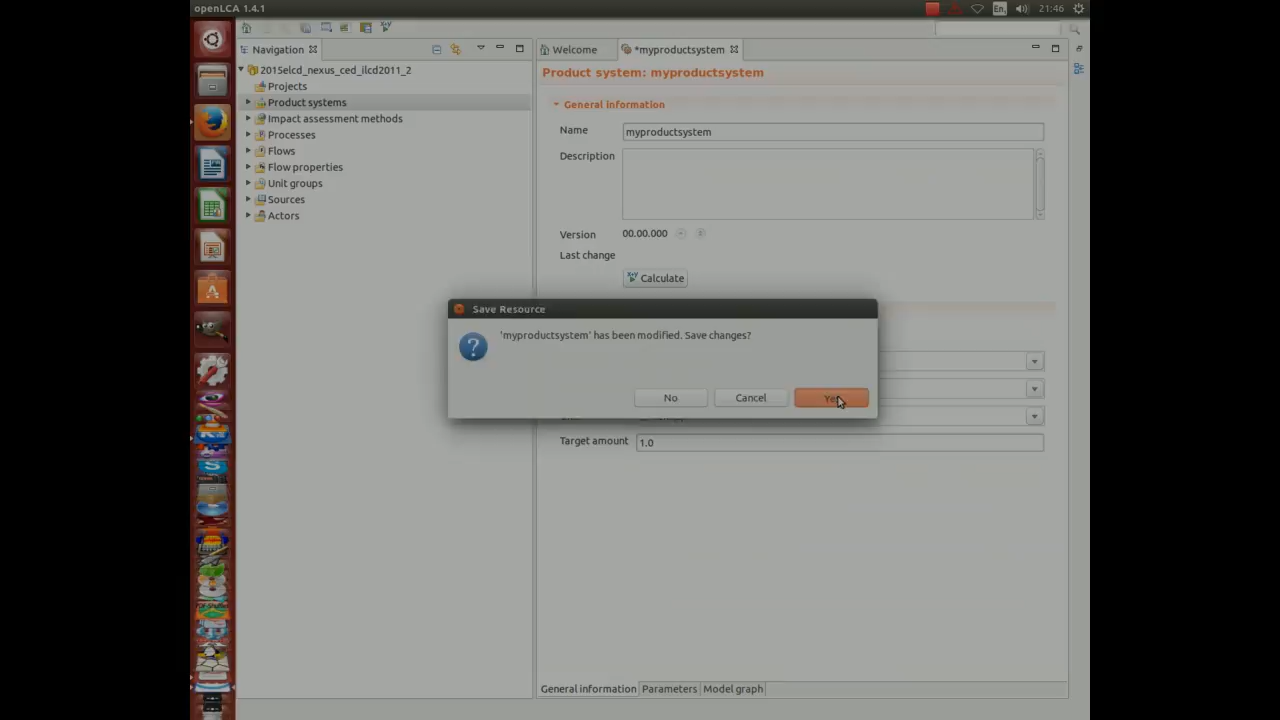 openLCA 1.4.1
En
21:46
Navigation
Welcome
*myproductsystem
2015elcd_nexus_ced_ilcd2011_2
Projects
Product systems
Impact assessment methods
Processes
Flows
Flow properties
Unit groups
Sources
Actors
Product system: myproductsystem
General information
Name
myproductsystem
Description
Version
00.00.000
Last change
Calculate
Save Resource
'myproductsystem' has been modified. Save changes?
No
Cancel
Target amount
1.0
General information
Parameters
Model graph